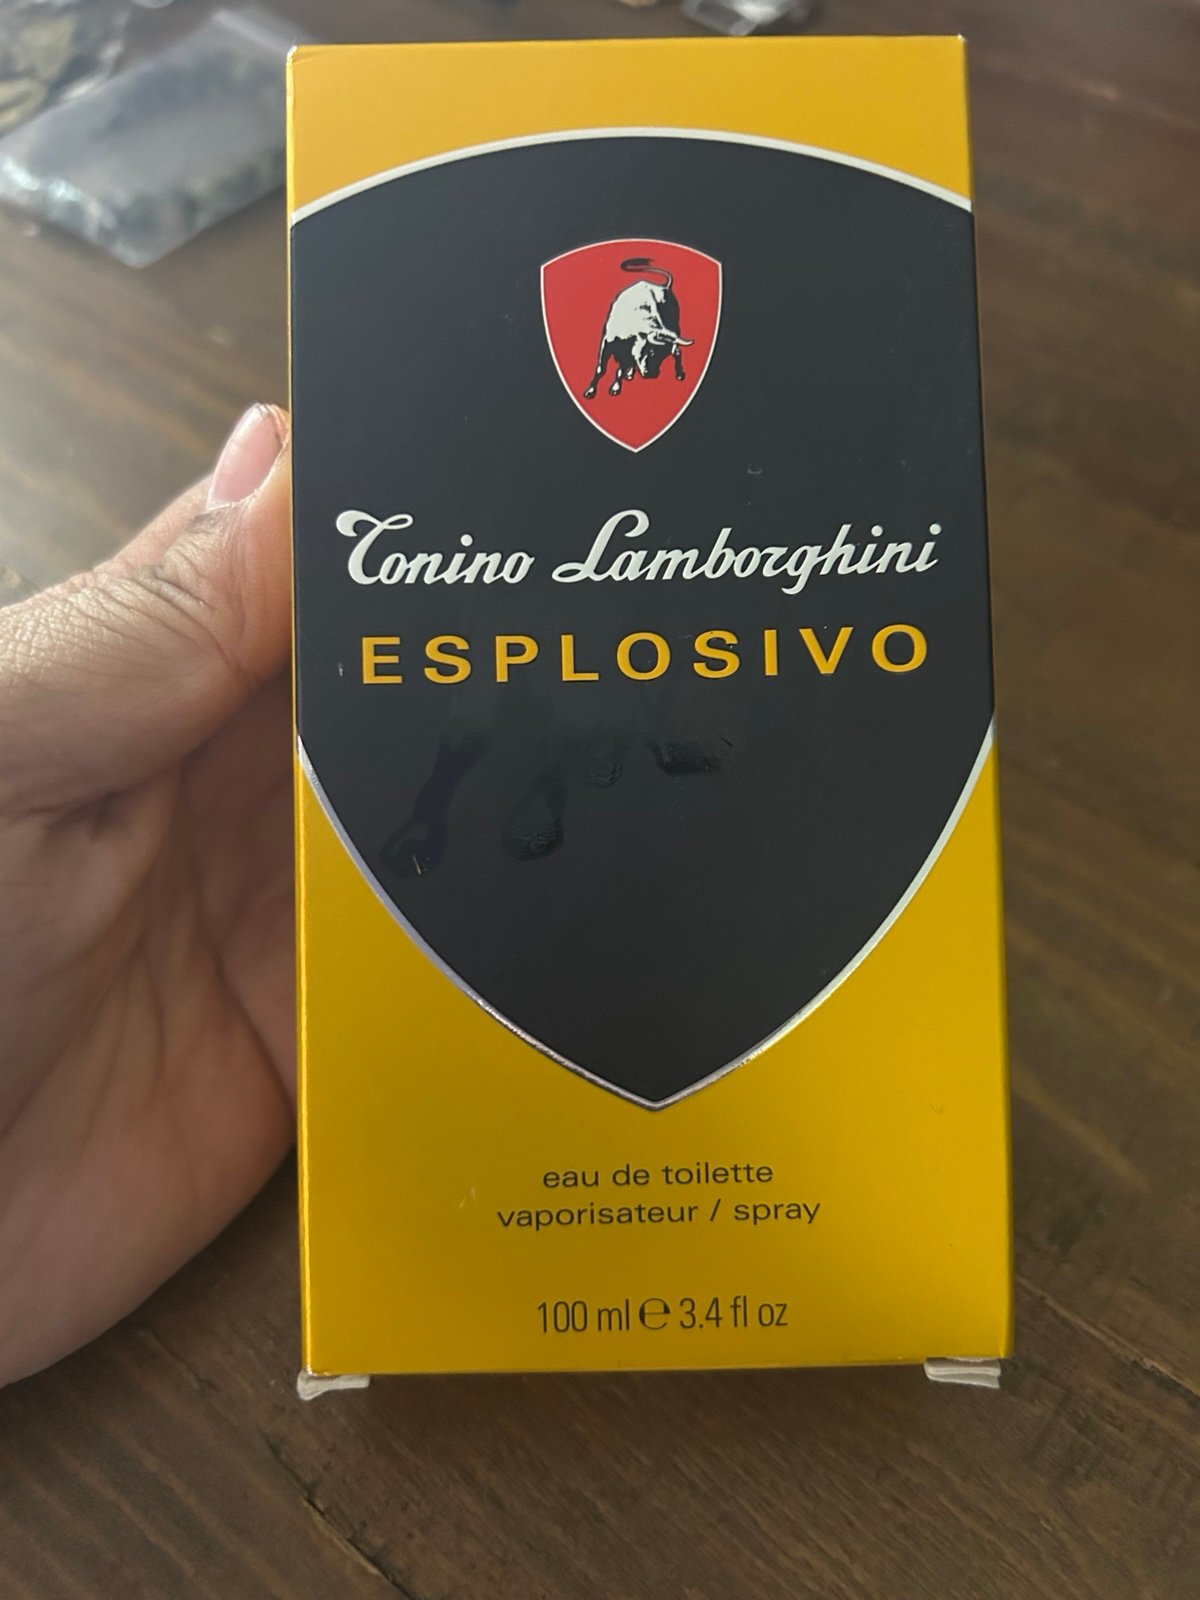 Tonino Lamborghini
ESPLOSIVO
eau de toilette
vaporisateur / spray
100 ml ℮ 3.4 fl oz